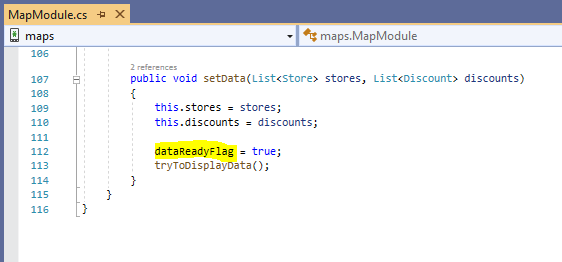 MapModule.cs
maps
maps.MapModule
106
2 references
107 public void setData(List<Store> stores, List<Discount> discounts)
108 {
109 this.stores = stores;
110 this.discounts = discounts;
111
112 dataReadyFlag = true;
113 tryToDisplayData();
114 }
115 }
116 }